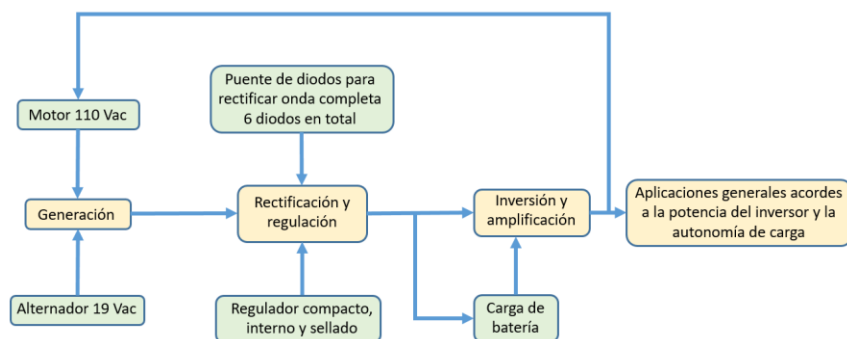 Puente de diodos para
rectificar onda completa
6 diodos en total
Motor 110 Vac
Generación
Rectificación y
regulación
Inversión y
amplificación
Aplicaciones generales acordes
a la potencia del inversor y la
autonomía de carga
Alternador 19 Vac
Regulador compacto,
interno y sellado
Carga de
batería